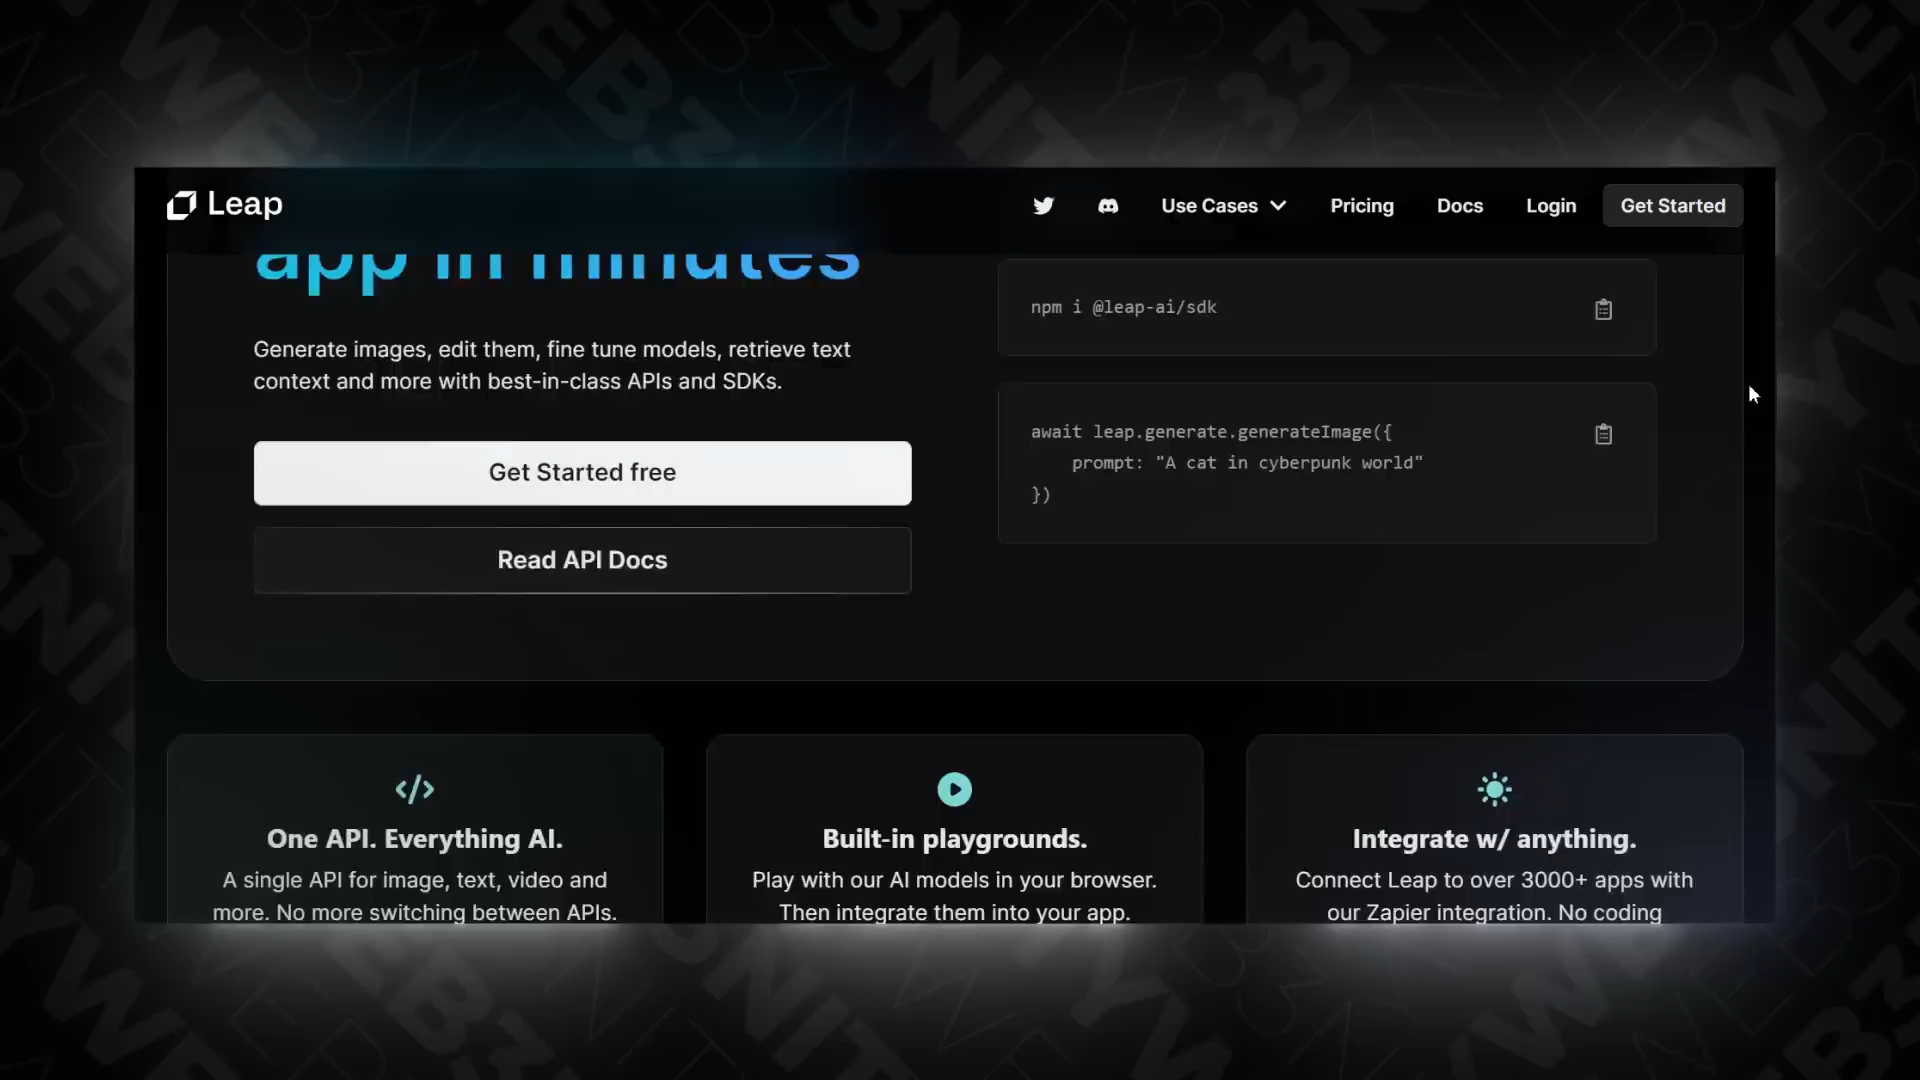 Leap
Use Cases
Pricing
Docs
Login
Get Started
app in minutes
Generate images, edit them, fine tune models, retrieve text
context and more with best-in-class APIs and SDKs.
Get Started free
Read API Docs
npm i @leap-ai/sdk
await leap.generate.generateImage({
prompt: "A cat in cyberpunk world"
})
One API. Everything AI.
A single API for image, text, video and
more. No more switching between APIs.
Built-in playgrounds.
Play with our AI models in your browser.
Then integrate them into your app.
Integrate w/ anything.
Connect Leap to over 3000+ apps with
our Zapier integration. No coding